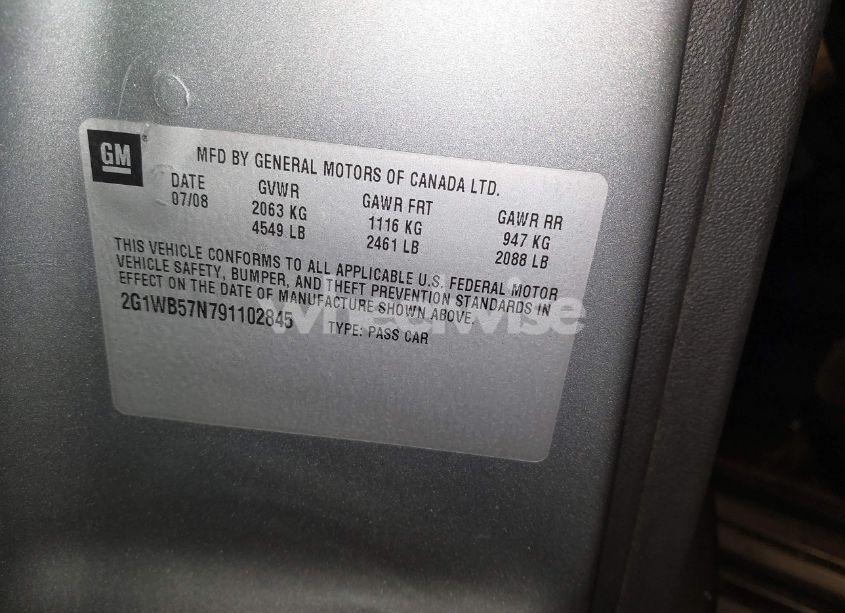 GM
MFD BY GENERAL MOTORS OF CANADA LTD.
DATE GVWR GAWR FRT GAWR RR
07/08 2063 KG 1116 KG 947 KG
4549 LB 2461 LB 2088 LB
THIS VEHICLE CONFORMS TO ALL APPLICABLE U.S. FEDERAL MOTOR
VEHICLE SAFETY, BUMPER, AND THEFT PREVENTION STANDARDS IN
EFFECT ON THE DATE OF MANUFACTURE SHOWN ABOVE.
2G1WB57N791102845 TYPE: PASS CAR
wheelwise